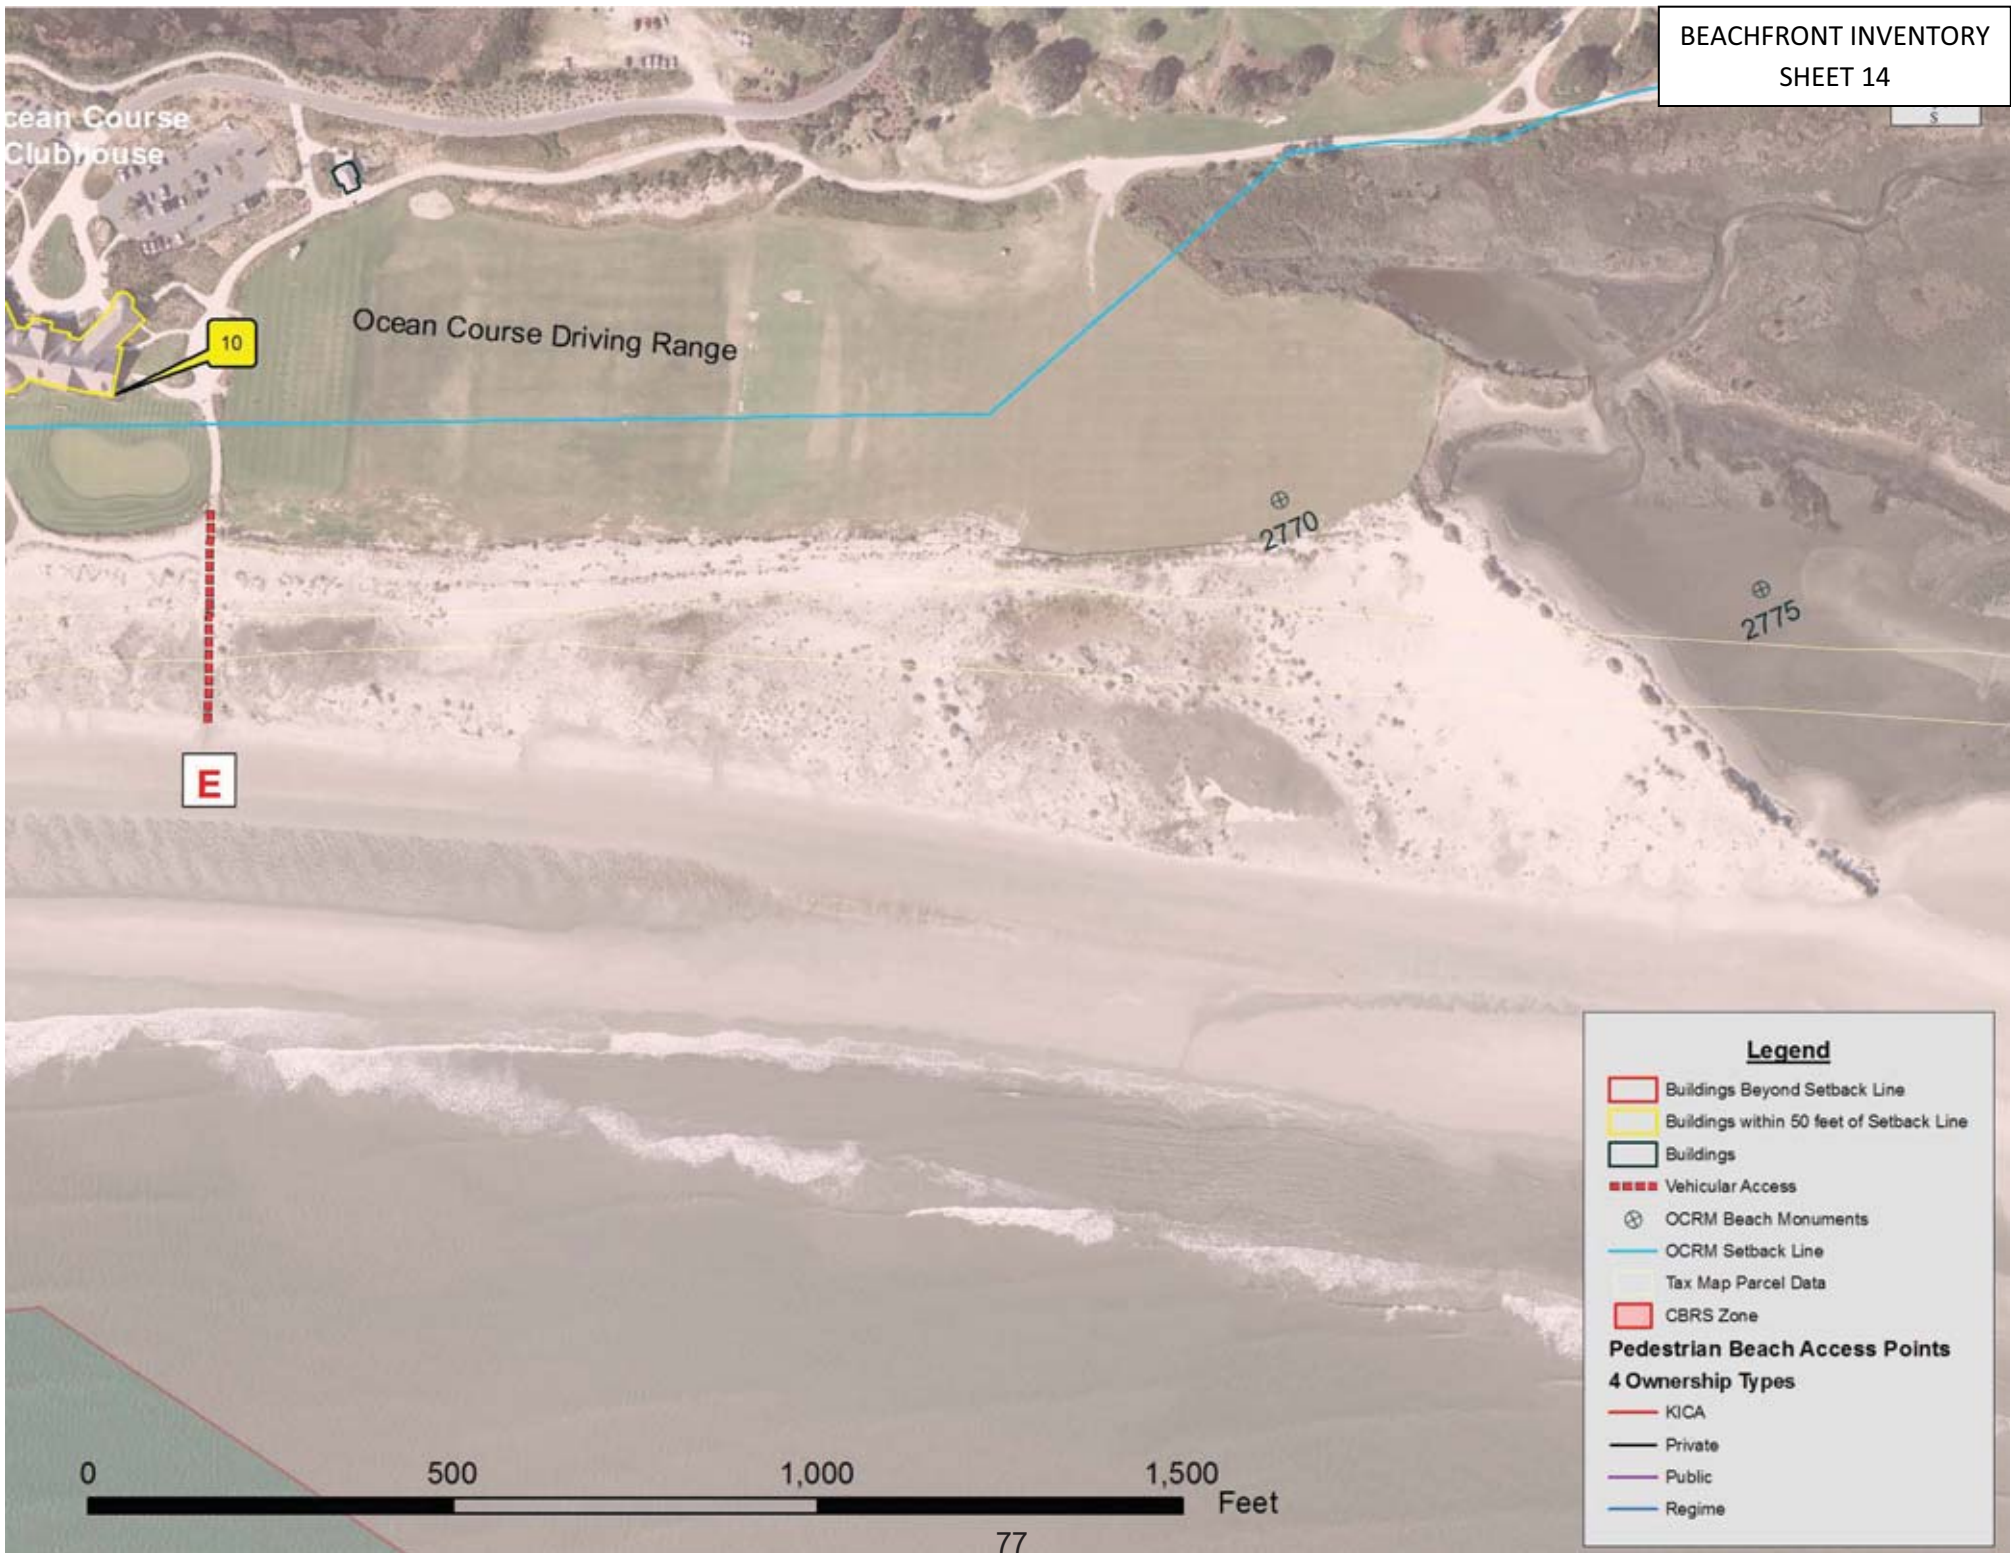 BEACHFRONT INVENTORY
SHEET 14
S
cean Course
Clubhouse
10
Ocean Course Driving Range
2770
2775
E
Legend
Buildings Beyond Setback Line
Buildings within 50 feet of Setback Line
Buildings
Vehicular Access
OCRM Beach Monuments
OCRM Setback Line
Tax Map Parcel Data
CBRS Zone
Pedestrian Beach Access Points
4 Ownership Types
KICA
Private
Public
Regime
0 500 1,000 1,500
Feet
77